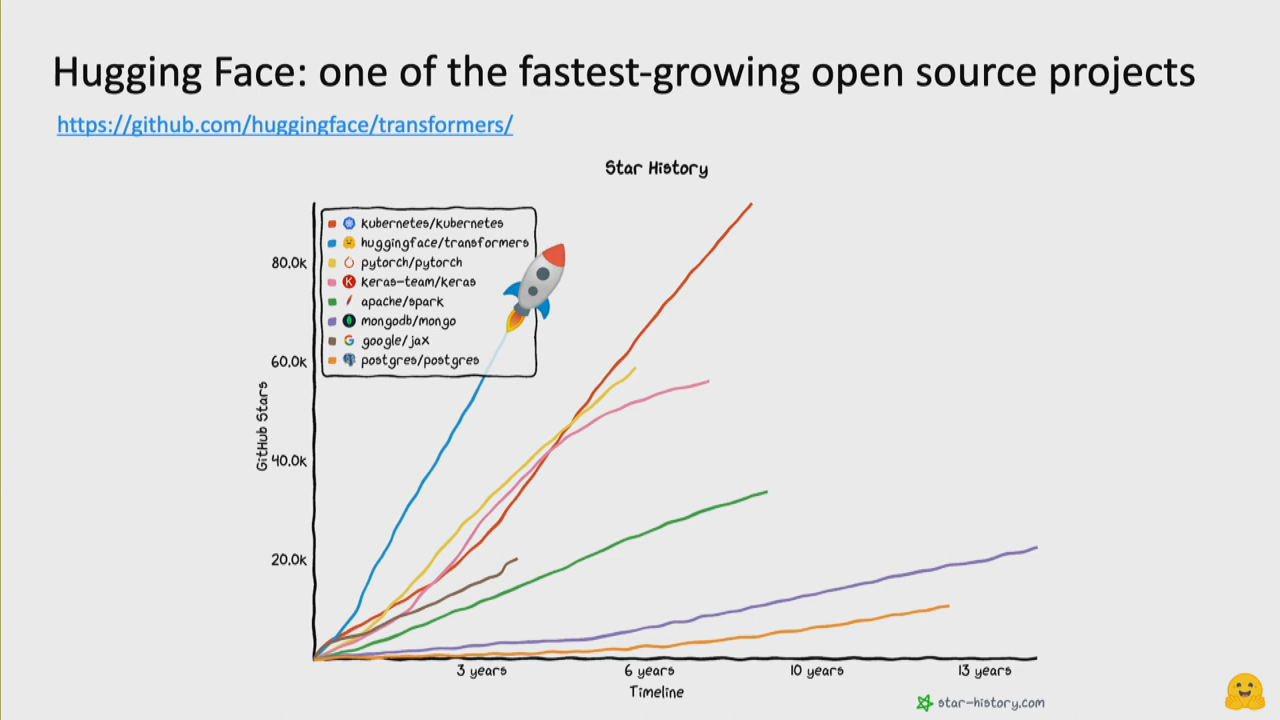 Hugging Face: one of the fastest-growing open source projects
https://github.com/huggingface/transformers/
Star History
kubernetes/kubernetes
huggingface/transformers
pytorch/pytorch
keras-team/keras
apache/spark
mongodb/mongo
google/jax
postgres/postgres
80.0k
60.0k
40.0k
20.0k
GitHub Stars
3 years
6 years
10 years
13 years
Timeline
star-history.com